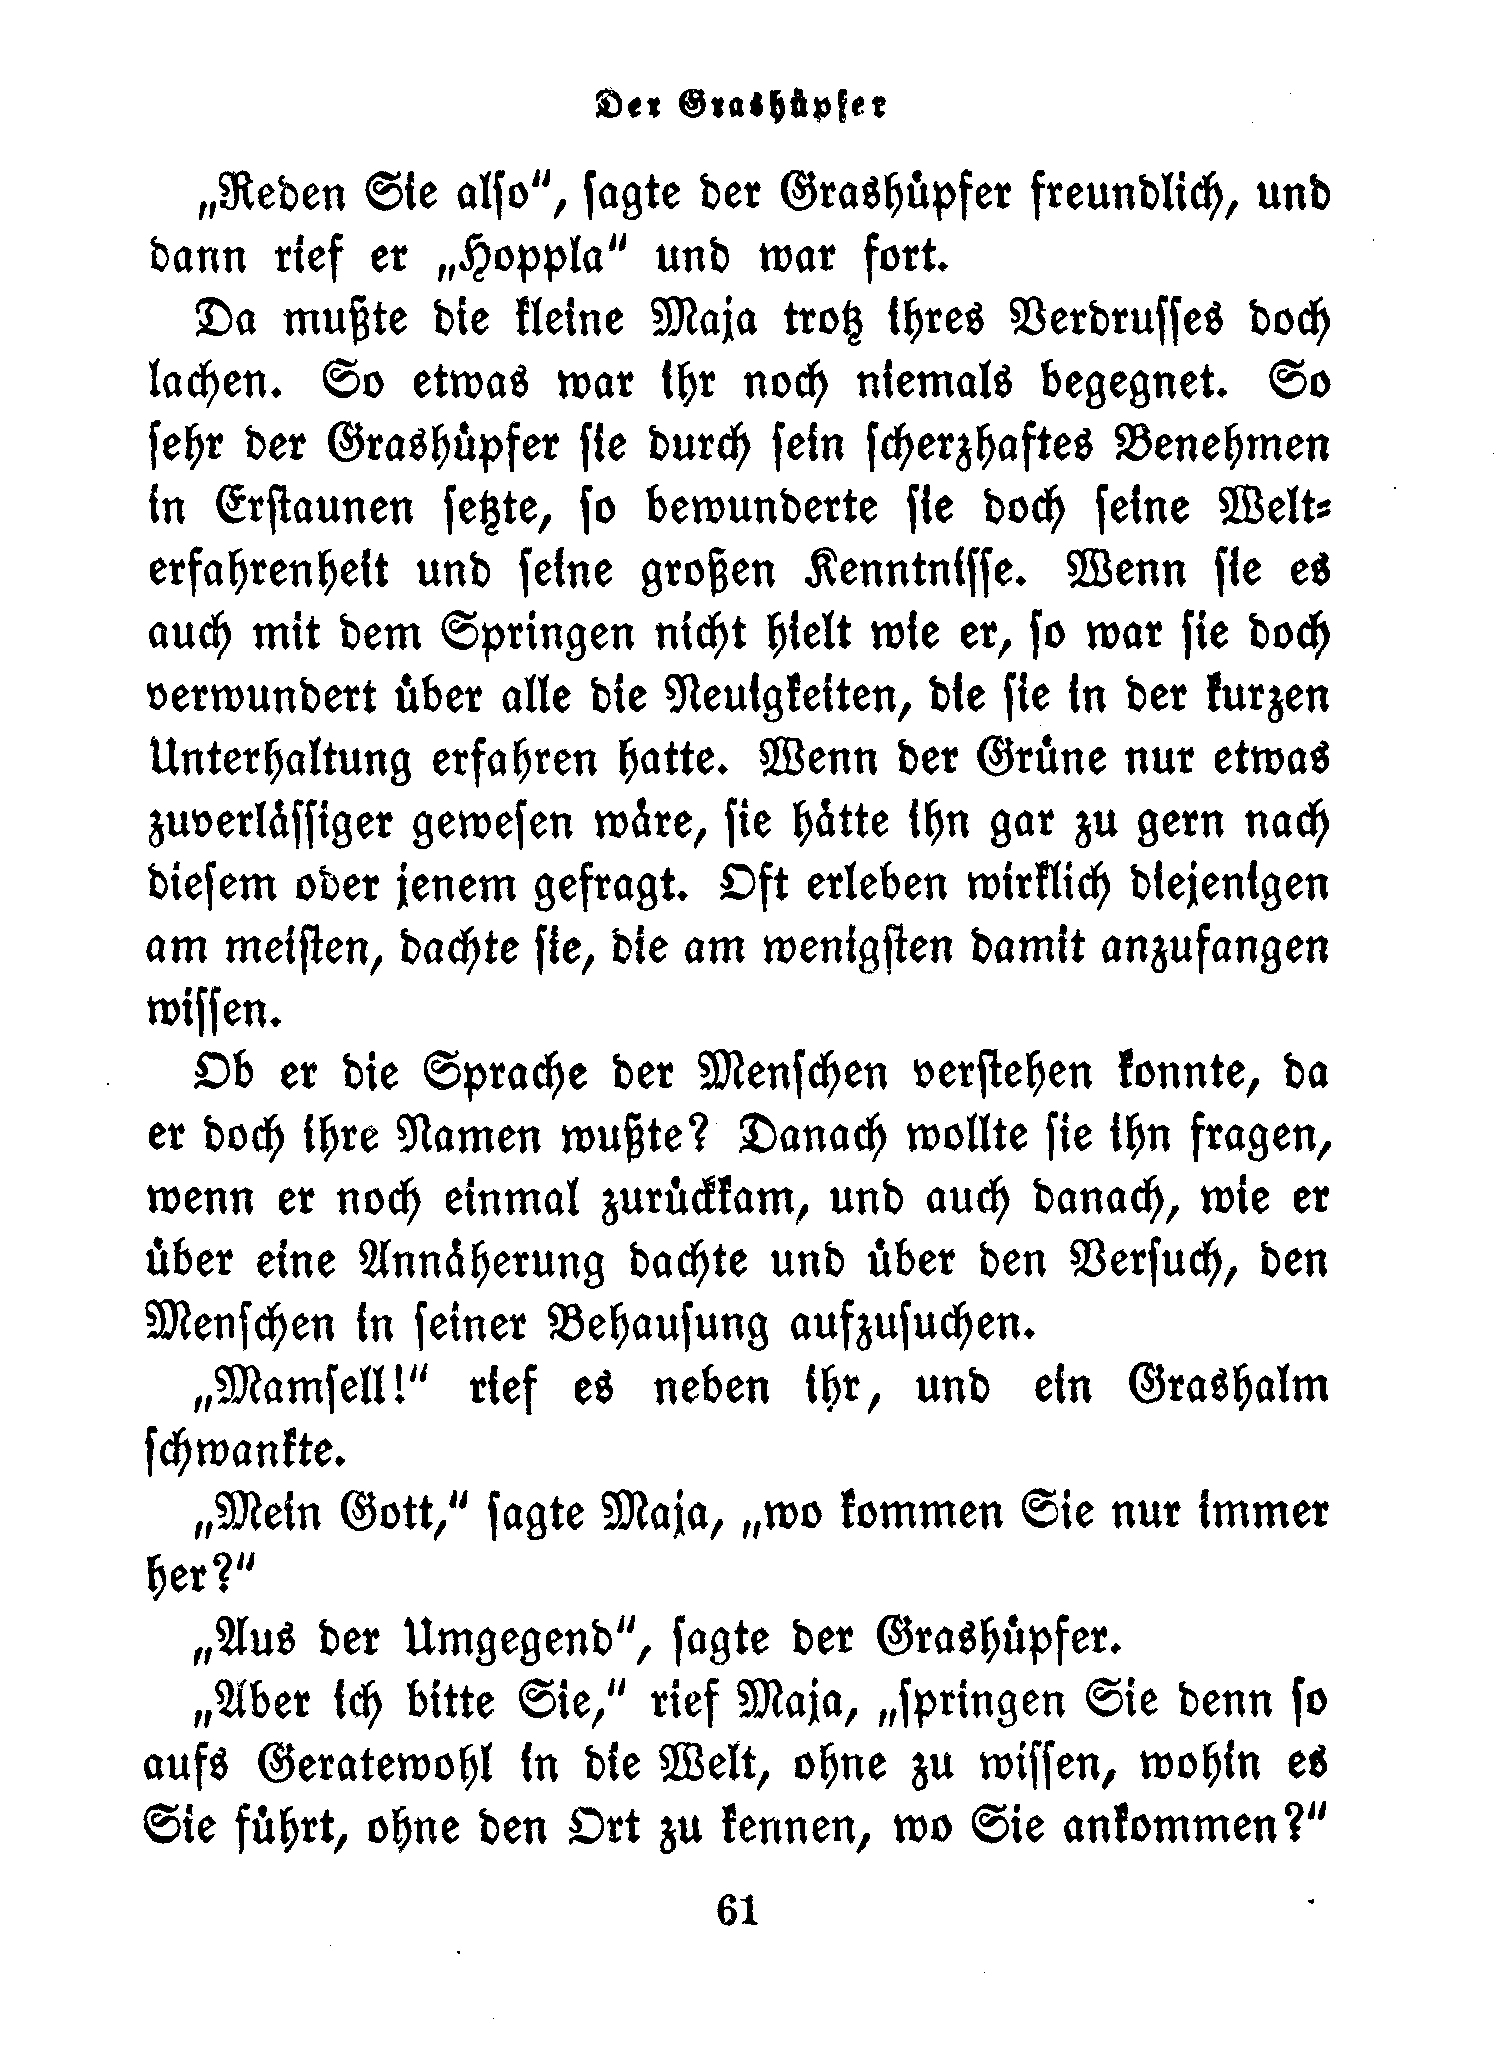 Der Grashüpfer
„Reden Sie also“, sagte der Grashüpfer freundlich, und
dann rief er „Hoppla“ und war fort.
Da mußte die kleine Maja trotz ihres Verdrusses doch
lachen. So etwas war ihr noch niemals begegnet. So
sehr der Grashüpfer sie durch sein scherzhaftes Benehmen
in Erstaunen setzte, so bewunderte sie doch seine Welt-
erfahrenheit und seine großen Kenntnisse. Wenn sie es
auch mit dem Springen nicht hielt wie er, so war sie doch
verwundert über alle die Neuigkeiten, die sie in der kurzen
Unterhaltung erfahren hatte. Wenn der Grüne nur etwas
zuverlässiger gewesen wäre, sie hätte ihn gar zu gern nach
diesem oder jenem gefragt. Oft erleben wirklich diejenigen
am meisten, dachte sie, die am wenigsten damit anzufangen
wissen.
Ob er die Sprache der Menschen verstehen konnte, da
er doch ihre Namen wußte? Danach wollte sie ihn fragen,
wenn er noch einmal zurückkam, und auch danach, wie er
über eine Annäherung dachte und über den Versuch, den
Menschen in seiner Behausung aufzusuchen.
„Mamsell!“ rief es neben ihr, und ein Grashalm
schwankte.
„Mein Gott,“ sagte Maja, „wo kommen Sie nur immer
her?“
„Aus der Umgegend“, sagte der Grashüpfer.
„Aber ich bitte Sie,“ rief Maja, „springen Sie denn so
aufs Geratewohl in die Welt, ohne zu wissen, wohin es
Sie führt, ohne den Ort zu kennen, wo Sie ankommen?“
61